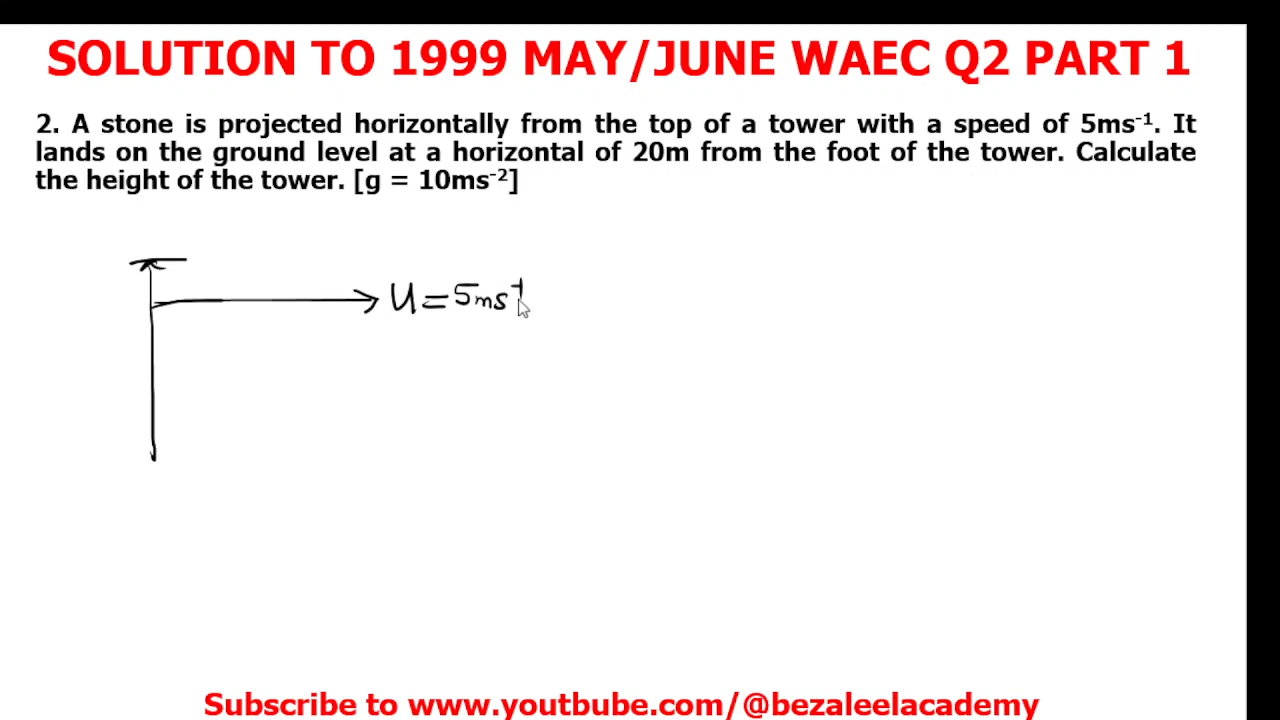 SOLUTION TO 1999 MAY/JUNE WAEC Q2 PART 1
2. A stone is projected horizontally from the top of a tower with a speed of 5ms⁻¹. It
lands on the ground level at a horizontal of 20m from the foot of the tower. Calculate
the height of the tower. [g = 10ms⁻²]
U = 5ms⁻¹
Subscribe to www.youtbube.com/@bezaleelacademy